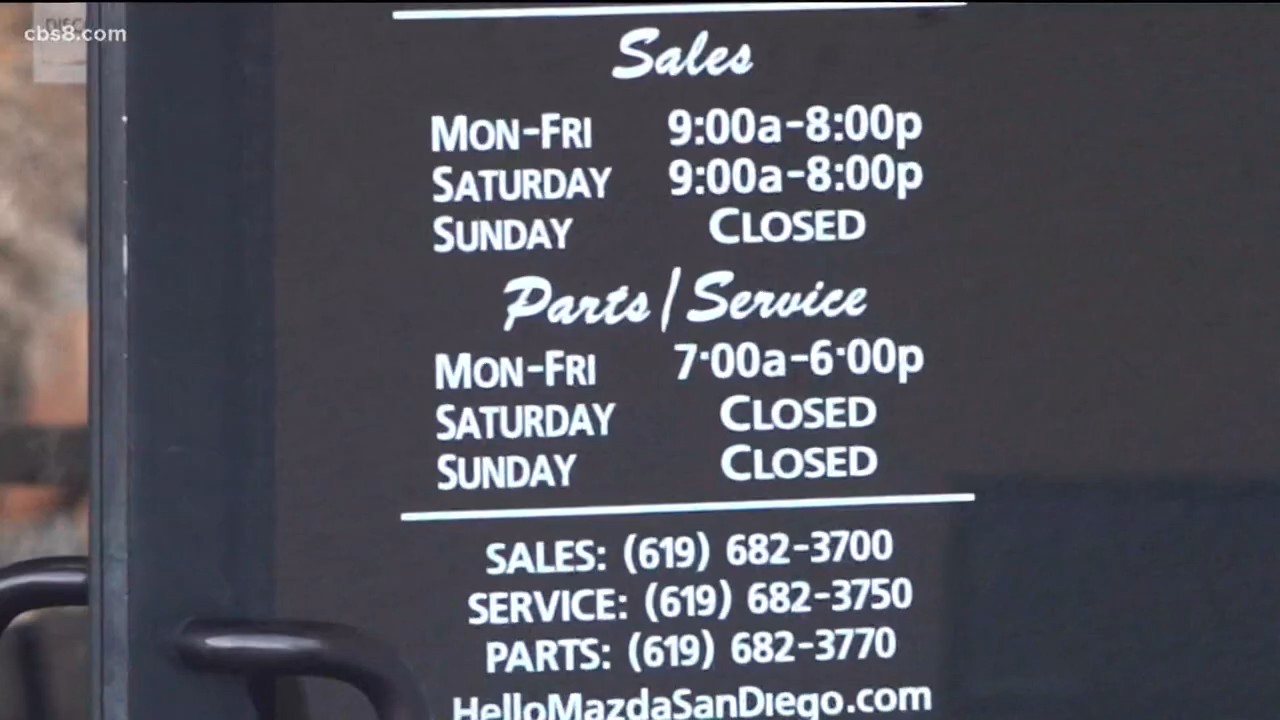 DISC
cbs8.com
Sales
MON-FRI 9:00a-8:00p
SATURDAY 9:00a-8:00p
SUNDAY CLOSED
Parts/Service
MON-FRI 7:00a-6:00p
SATURDAY CLOSED
SUNDAY CLOSED
SALES: (619) 682-3700
SERVICE: (619) 682-3750
PARTS: (619) 682-3770
HelloMazdaSanDiego.com